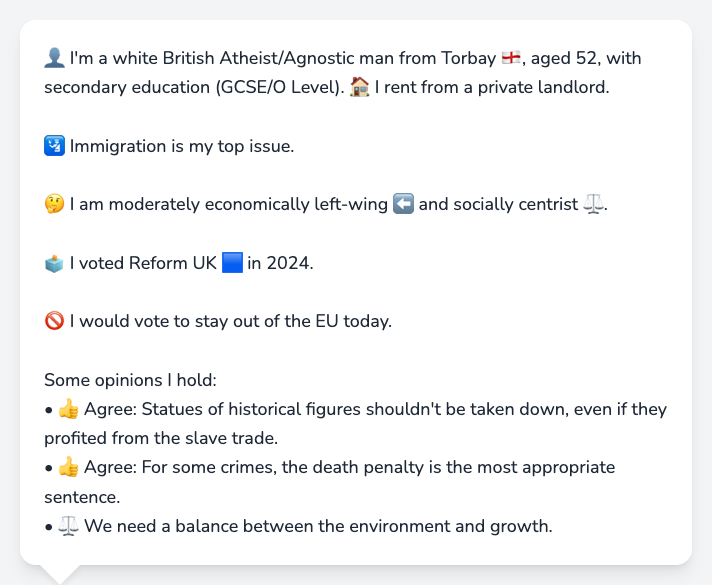 👤 I'm a white British Atheist/Agnostic man from Torbay 🏴󠁧󠁢󠁥󠁮󠁧󠁿, aged 52, with
secondary education (GCSE/O Level). 🏠 I rent from a private landlord.
🛂 Immigration is my top issue.
🤔 I am moderately economically left-wing ⬅️ and socially centrist ⚖️.
🗳️ I voted Reform UK 🟦 in 2024.
🚫 I would vote to stay out of the EU today.
Some opinions I hold:
• 👍 Agree: Statues of historical figures shouldn't be taken down, even if they
profited from the slave trade.
• 👍 Agree: For some crimes, the death penalty is the most appropriate
sentence.
• ⚖️ We need a balance between the environment and growth.